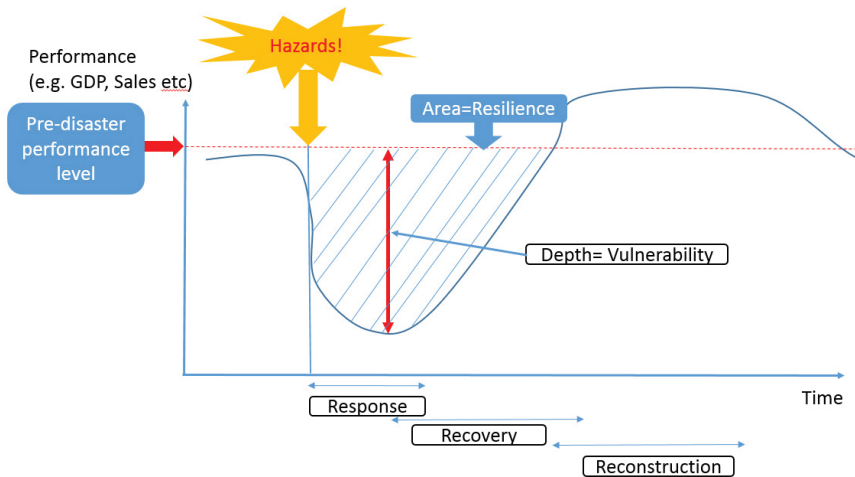 Hazards!
Performance
(e.g. GDP, Sales etc)
Pre-disaster
performance
level
Area=Resilience
Depth= Vulnerability
Time
Response
Recovery
Reconstruction